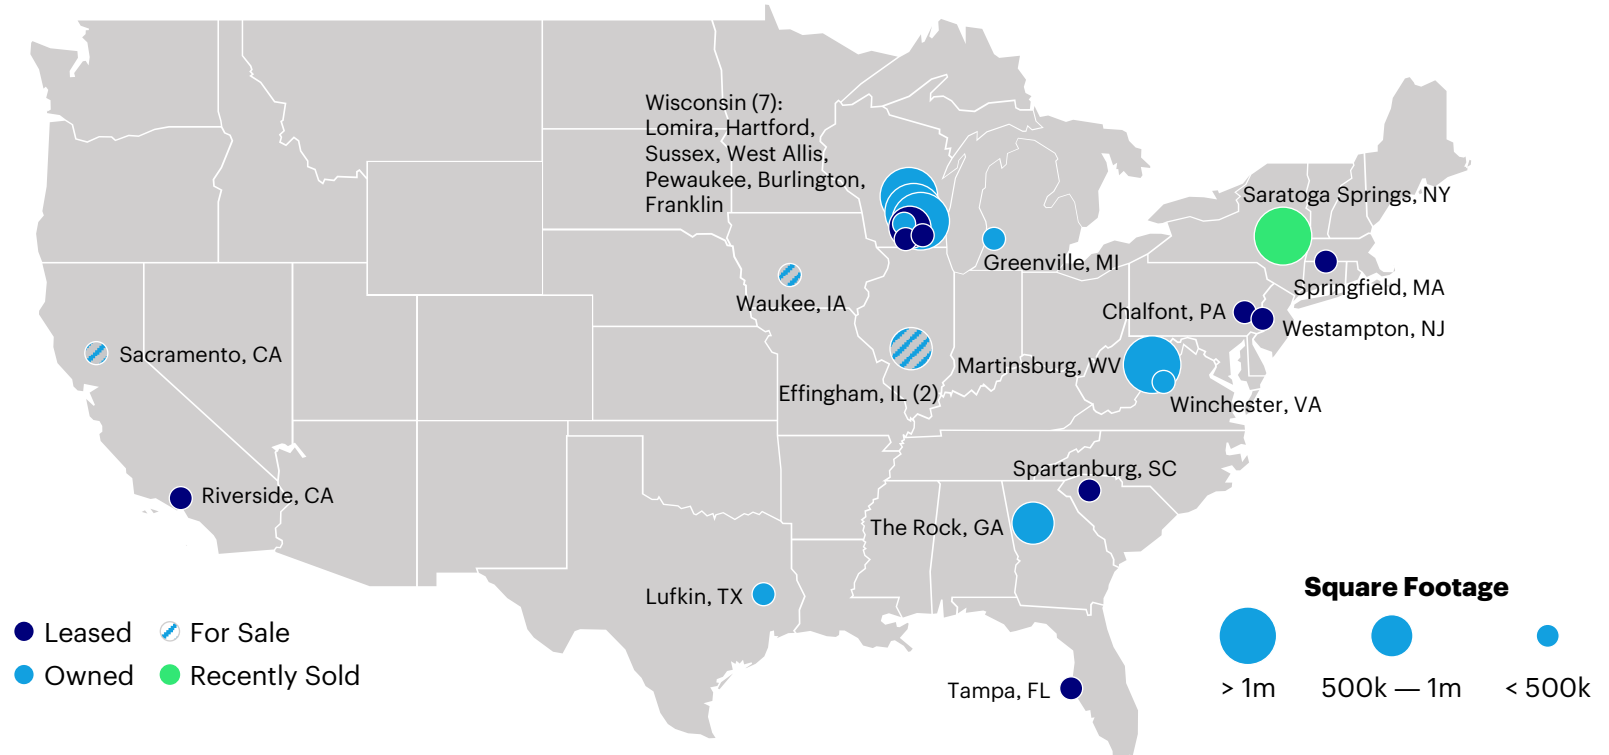 Wisconsin (7):
Lomira, Hartford,
Sussex, West Allis,
Pewaukee, Burlington,
Franklin
Saratoga Springs, NY
Greenville, MI
Springfield, MA
Waukee, IA
Chalfont, PA
Westampton, NJ
Sacramento, CA
Martinsburg, WV
Effingham, IL (2)
Winchester, VA
Spartanburg, SC
Riverside, CA
The Rock, GA
Lufkin, TX
Tampa, FL
Leased
For Sale
Owned
Recently Sold
Square Footage
> 1m
500k — 1m
< 500k